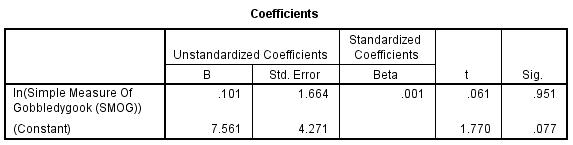 Coefficients
Unstandardized Coefficients
Standardized
Coefficients
t
Sig.
B
Std. Error
Beta
ln(Simple Measure Of
Gobbledygook (SMOG))
.101
1.664
.001
.061
.951
(Constant)
7.561
4.271
1.770
.077